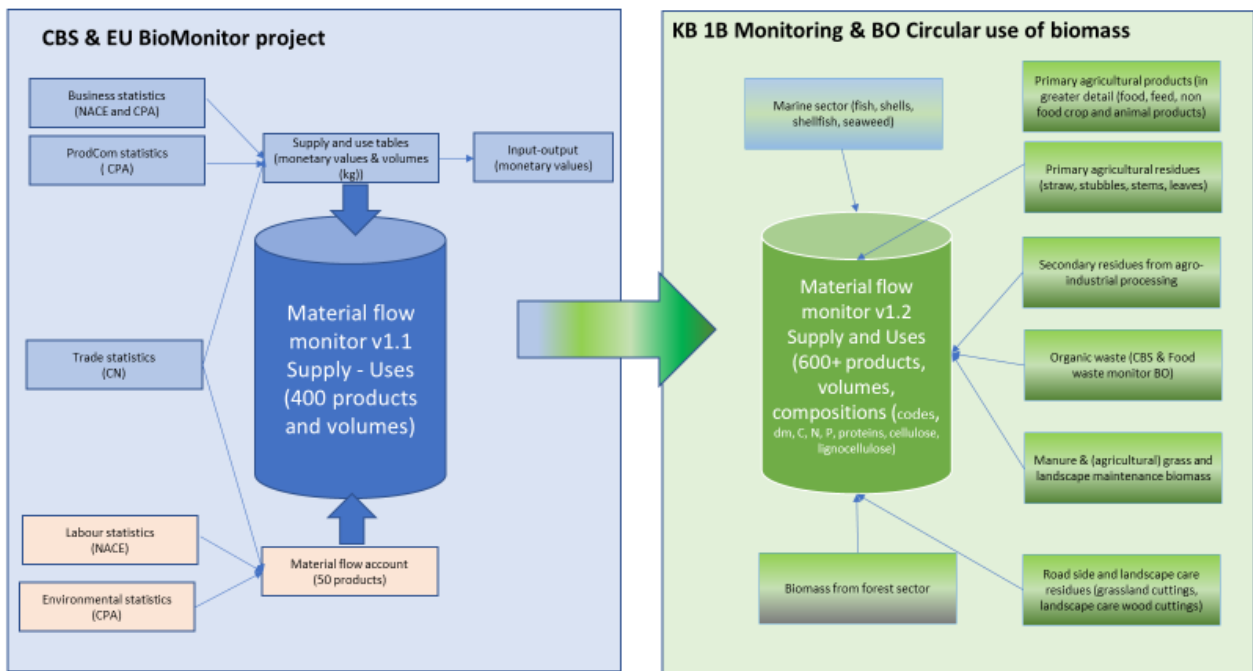 CBS & EU BioMonitor project
Business statistics
(NACE and CPA)
ProdCom statistics
( CPA)
Supply and use tables
(monetary values & volumes
(kg))
Input-output
(monetary values)
Material flow
monitor v1.1
Supply - Uses
(400 products
and volumes)
Trade statistics
(CN)
Labour statistics
(NACE)
Environmental statistics
(CPA)
Material flow account
(50 products)
KB 1B Monitoring & BO Circular use of biomass
Marine sector (fish, shells,
shellfish, seaweed)
Primary agricultural products (in
greater detail (food, feed, non
food crop and animal products)
Primary agricultural residues
(straw, stubbles, stems, leaves)
Material flow
monitor v1.2
Supply and Uses
(600+ products,
volumes,
compositions (codes,
dm, C, N, P, proteins, cellulose,
lignocellulose)
Secondary residues from agro-
industrial processing
Organic waste (CBS & Food
waste monitor BO)
Manure & (agricultural) grass and
landscape maintenance biomass
Biomass from forest sector
Road side and landscape care
residues (grassland cuttings,
landscape care wood cuttings)